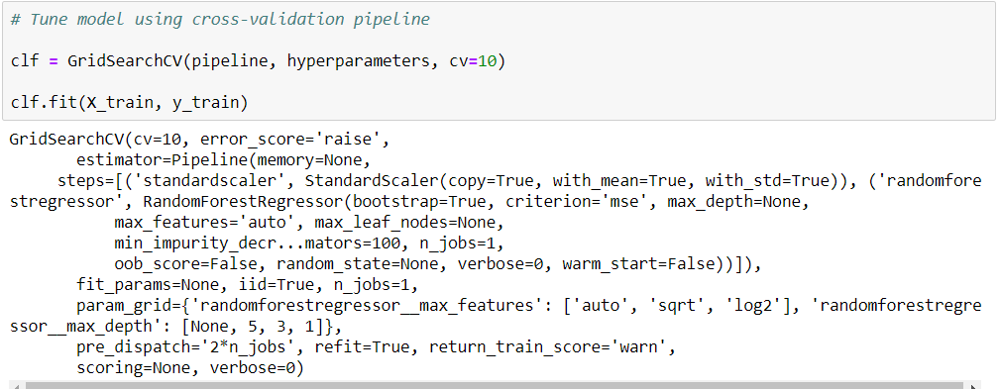 # Tune model using cross-validation pipeline
clf = GridSearchCV(pipeline, hyperparameters, cv=10)
clf.fit(X_train, y_train)
GridSearchCV(cv=10, error_score='raise',
       estimator=Pipeline(memory=None,
     steps=[('standardscaler', StandardScaler(copy=True, with_mean=True, with_std=True)), ('randomfore
stregressor', RandomForestRegressor(bootstrap=True, criterion='mse', max_depth=None,
           max_features='auto', max_leaf_nodes=None,
           min_impurity_decr...mators=100, n_jobs=1,
           oob_score=False, random_state=None, verbose=0, warm_start=False))]),
       fit_params=None, iid=True, n_jobs=1,
       param_grid={'randomforestregressor__max_features': ['auto', 'sqrt', 'log2'], 'randomforestregre
ssor__max_depth': [None, 5, 3, 1]},
       pre_dispatch='2*n_jobs', refit=True, return_train_score='warn',
       scoring=None, verbose=0)